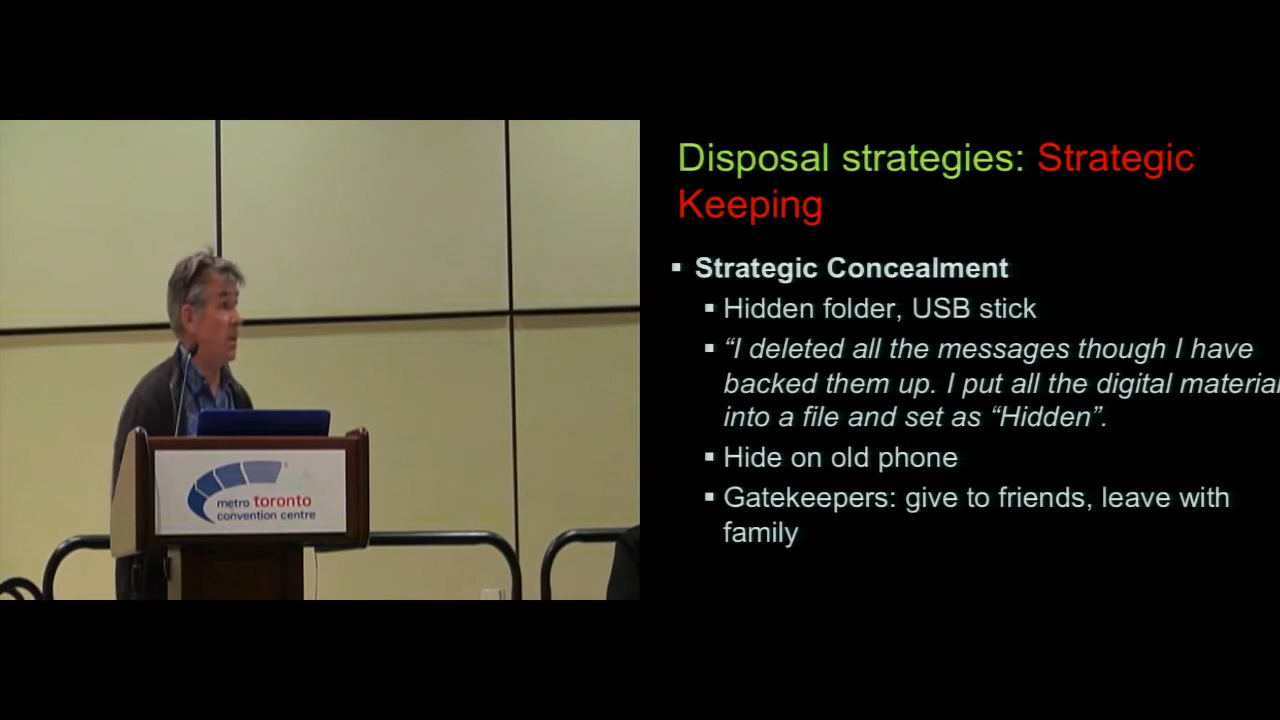 Disposal strategies: Strategic
Keeping
▪ Strategic Concealment
▪ Hidden folder, USB stick
▪ “I deleted all the messages though I have
backed them up. I put all the digital material
into a file and set as “Hidden”.
▪ Hide on old phone
▪ Gatekeepers: give to friends, leave with
family
metro toronto
convention centre